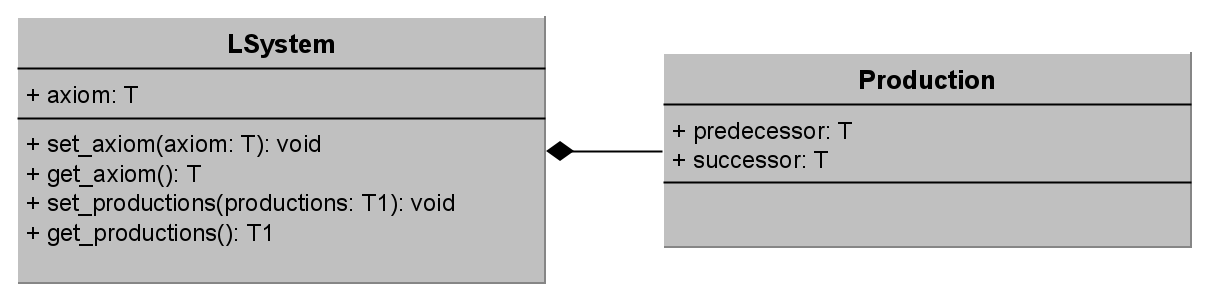 LSystem
+ axiom: T
+ set_axiom(axiom: T): void
+ get_axiom(): T
+ set_productions(productions: T1): void
+ get_productions(): T1
Production
+ predecessor: T
+ successor: T